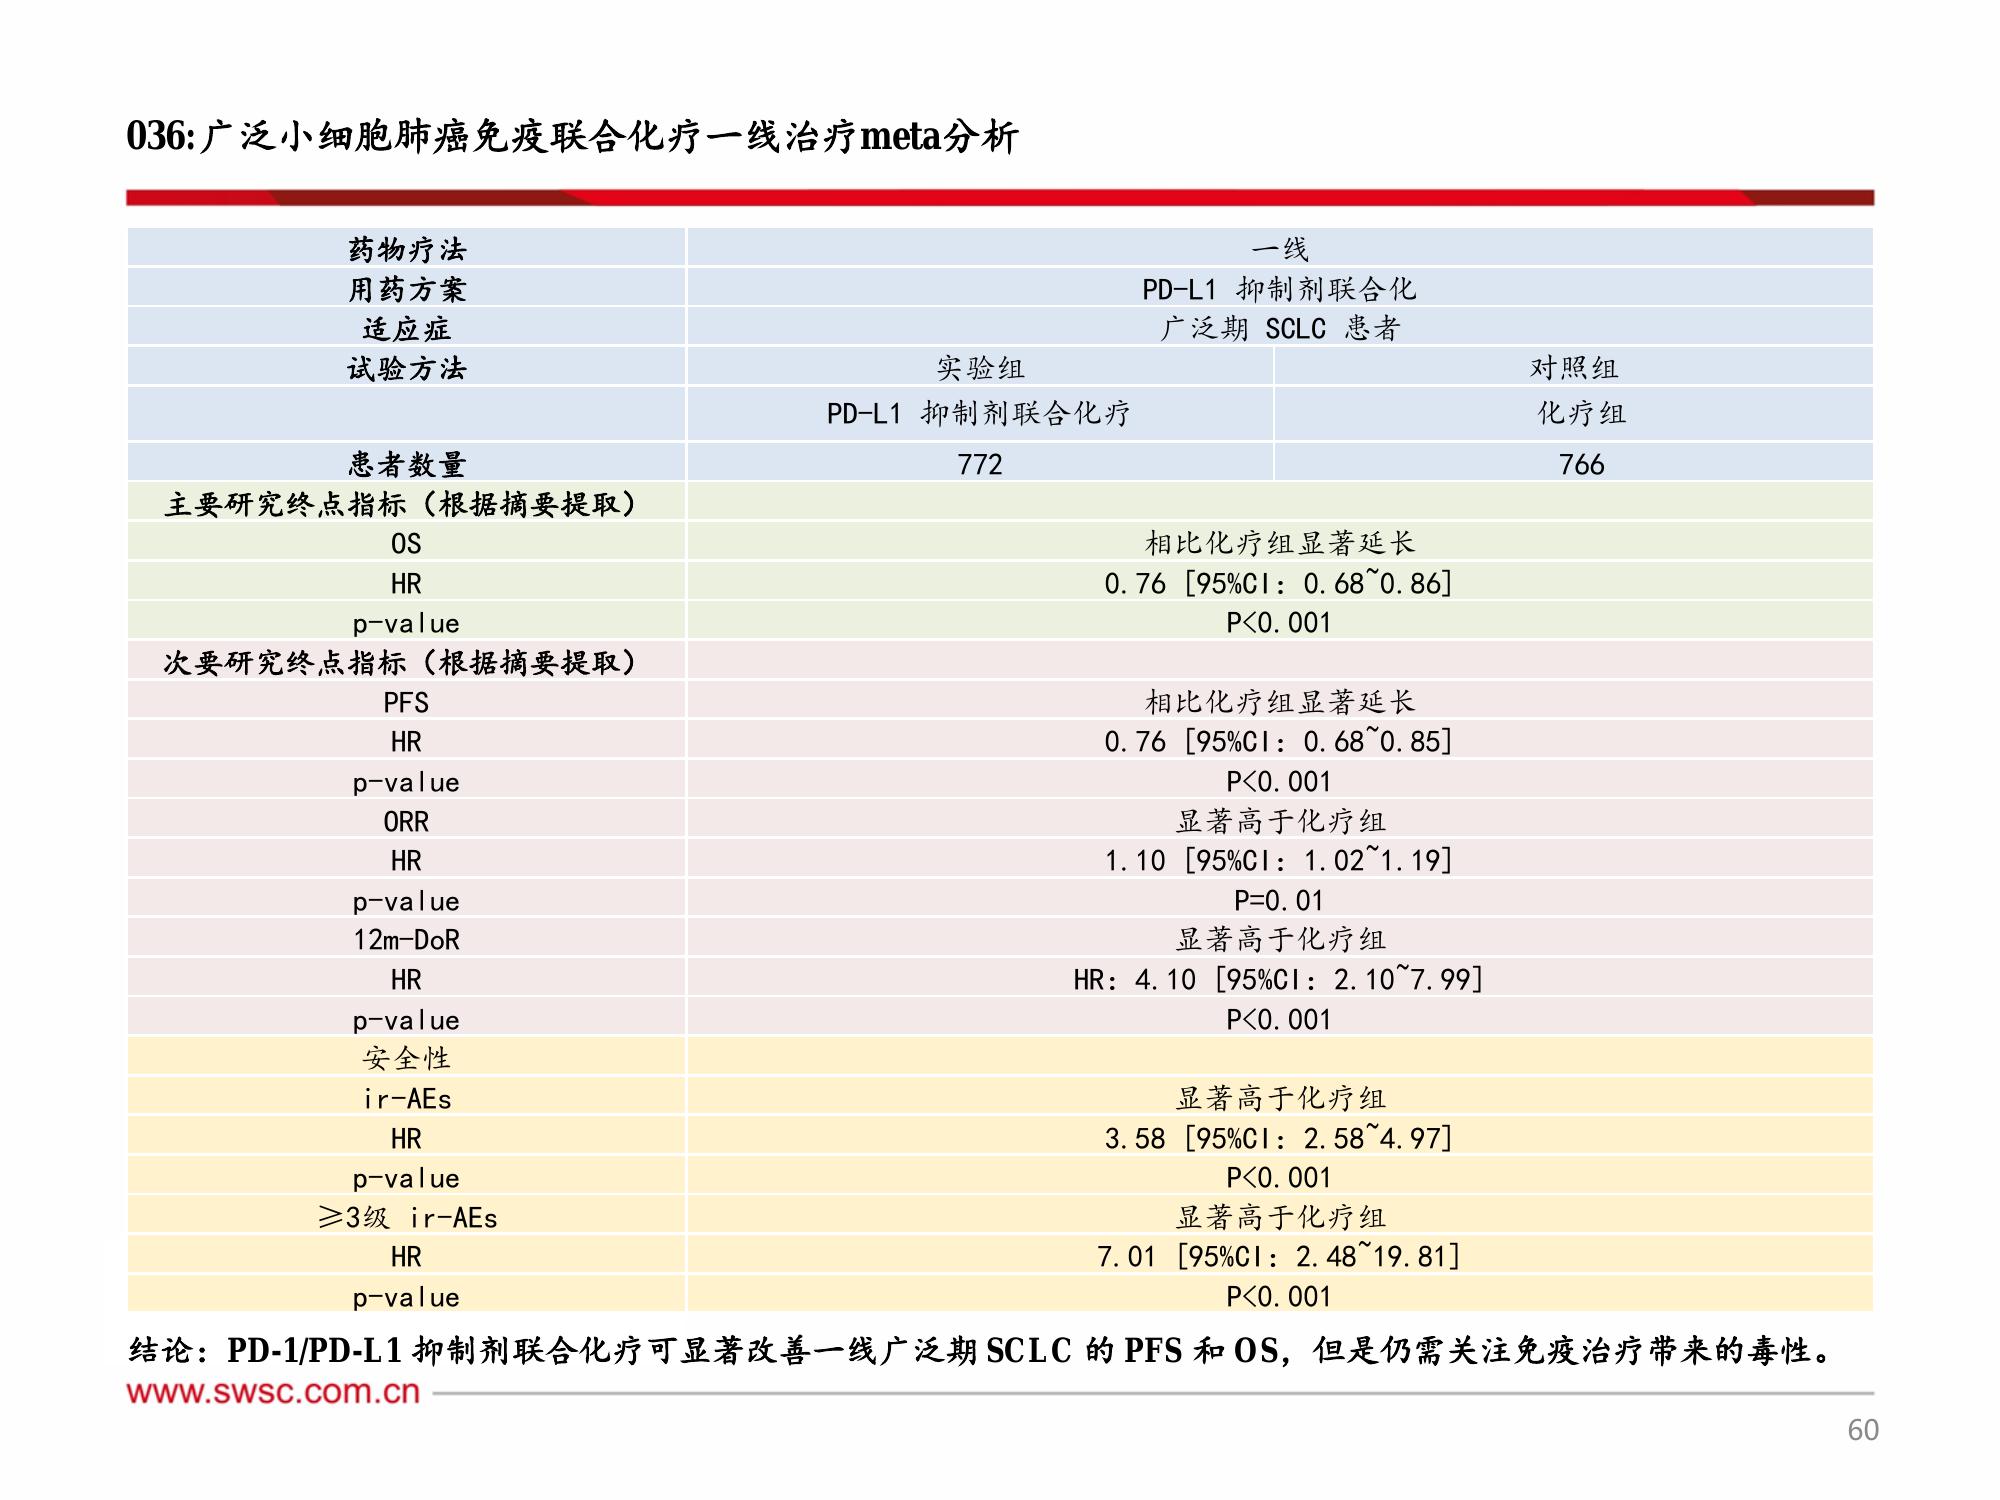 036:广泛小细胞肺癌免疫联合化疗一线治疗meta分析
药物疗法 一线
用药方案 PD-L1 抑制剂联合化
适应症 广泛期 SCLC 患者
试验方法 实验组 对照组
PD-L1 抑制剂联合化疗 化疗组
患者数量 772 766
主要研究终点指标（根据摘要提取）
OS 相比化疗组显著延长
HR 0.76 [95%CI: 0.68~0.86]
p-value P<0.001
次要研究终点指标（根据摘要提取）
PFS 相比化疗组显著延长
HR 0.76 [95%CI: 0.68~0.85]
p-value P<0.001
ORR 显著高于化疗组
HR 1.10 [95%CI: 1.02~1.19]
p-value P=0.01
12m-DoR 显著高于化疗组
HR HR: 4.10 [95%CI: 2.10~7.99]
p-value P<0.001
安全性
ir-AEs 显著高于化疗组
HR 3.58 [95%CI: 2.58~4.97]
p-value P<0.001
≥3级 ir-AEs 显著高于化疗组
HR 7.01 [95%CI: 2.48~19.81]
p-value P<0.001
结论：PD-1/PD-L1 抑制剂联合化疗可显著改善一线广泛期 SCLC 的 PFS 和 OS，但是仍需关注免疫治疗带来的毒性。
www.swsc.com.cn
60